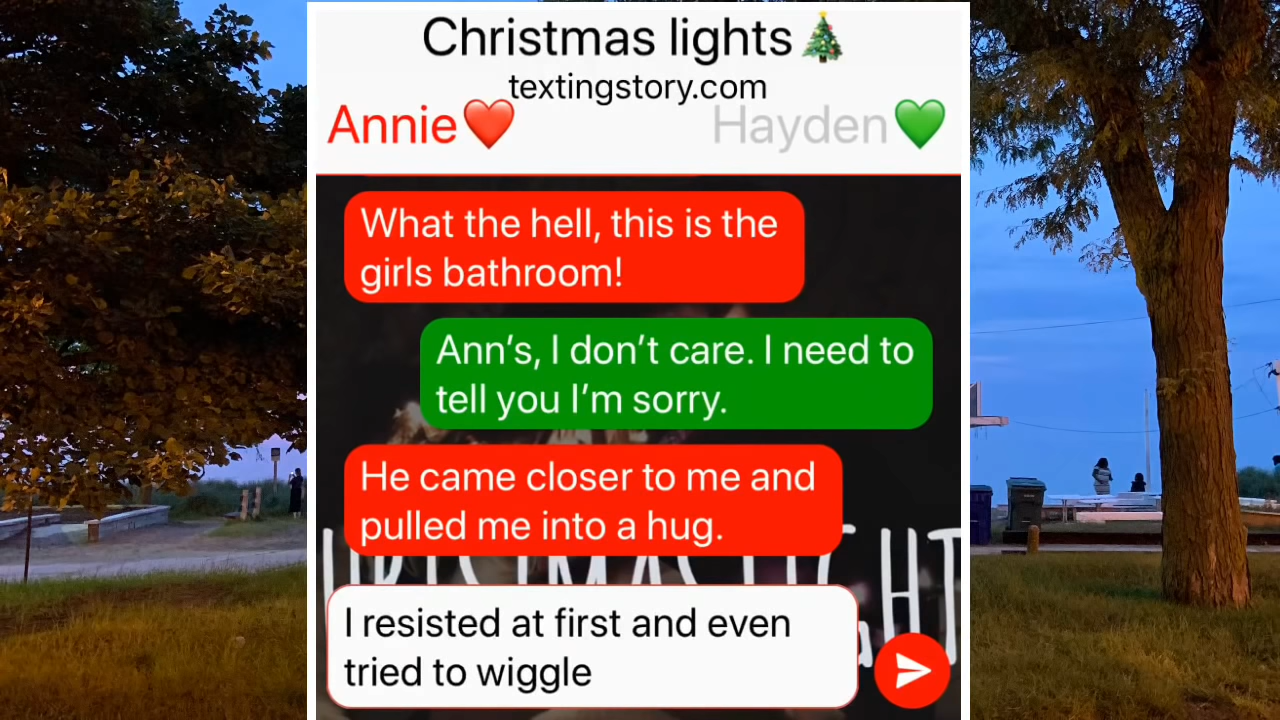 Christmas lights🎄
textingstory.com
Annie❤️
Hayden💚
What the hell, this is the
girls bathroom!
Ann’s, I don’t care. I need to
tell you I’m sorry.
He came closer to me and
pulled me into a hug.
I resisted at first and even
tried to wiggle